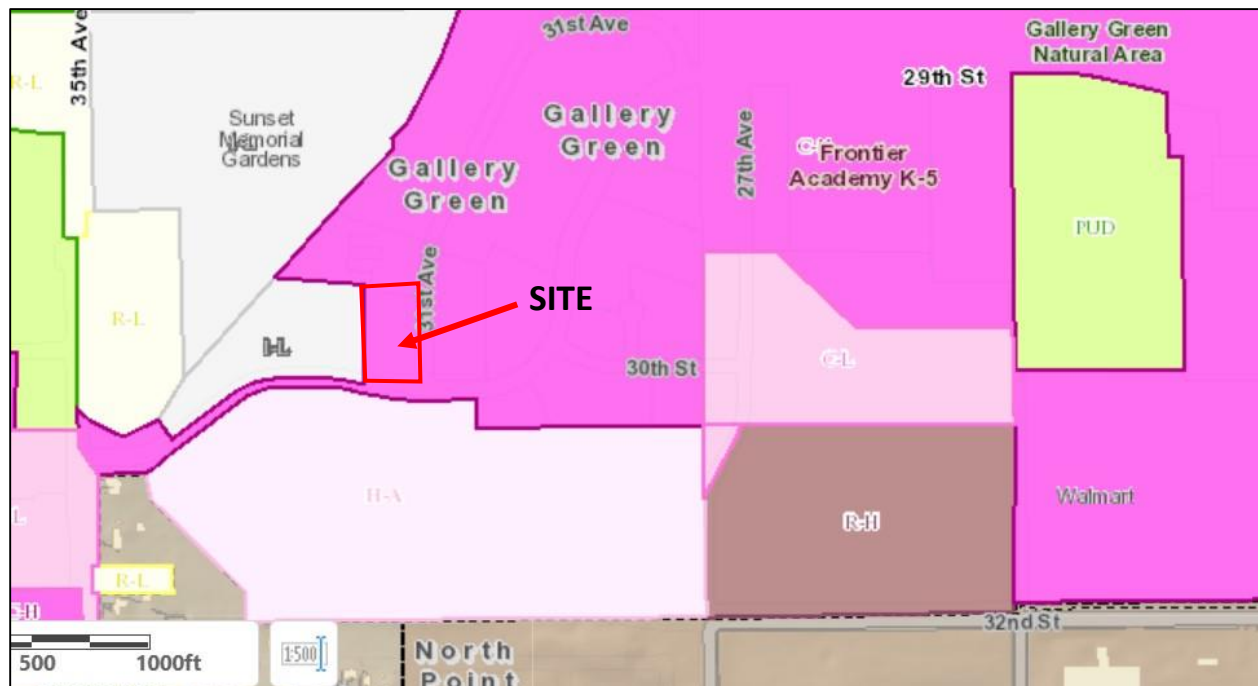 31st Ave
Gallery Green
Natural Area
35th Ave
R-L
29th St
Sunset
Memorial
Gardens
Gallery
Green
27th Ave
Frontier
Academy K-5
Gallery
Green
PUD
31st Ave
SITE
R-L
I-L
30th St
C-L
H-A
R-H
Walmart
L
R-L
C-H
32nd St
500 1000ft
1:500
North
Point